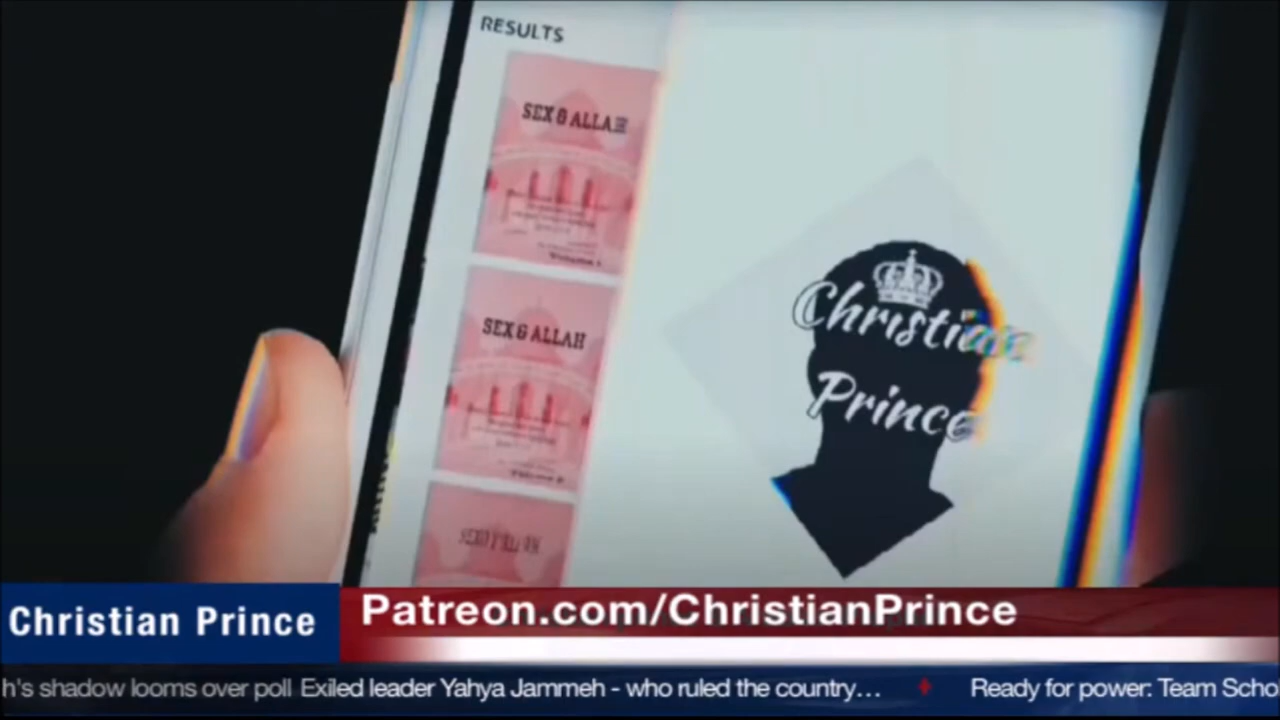 RESULTS
SEX & ALLAH
SEX & ALLAH
Christian
Prince
Christian Prince
Patreon.com/ChristianPrince
h's shadow looms over poll Exiled leader Yahya Jammeh - who ruled the country… Ready for power: Team Scho